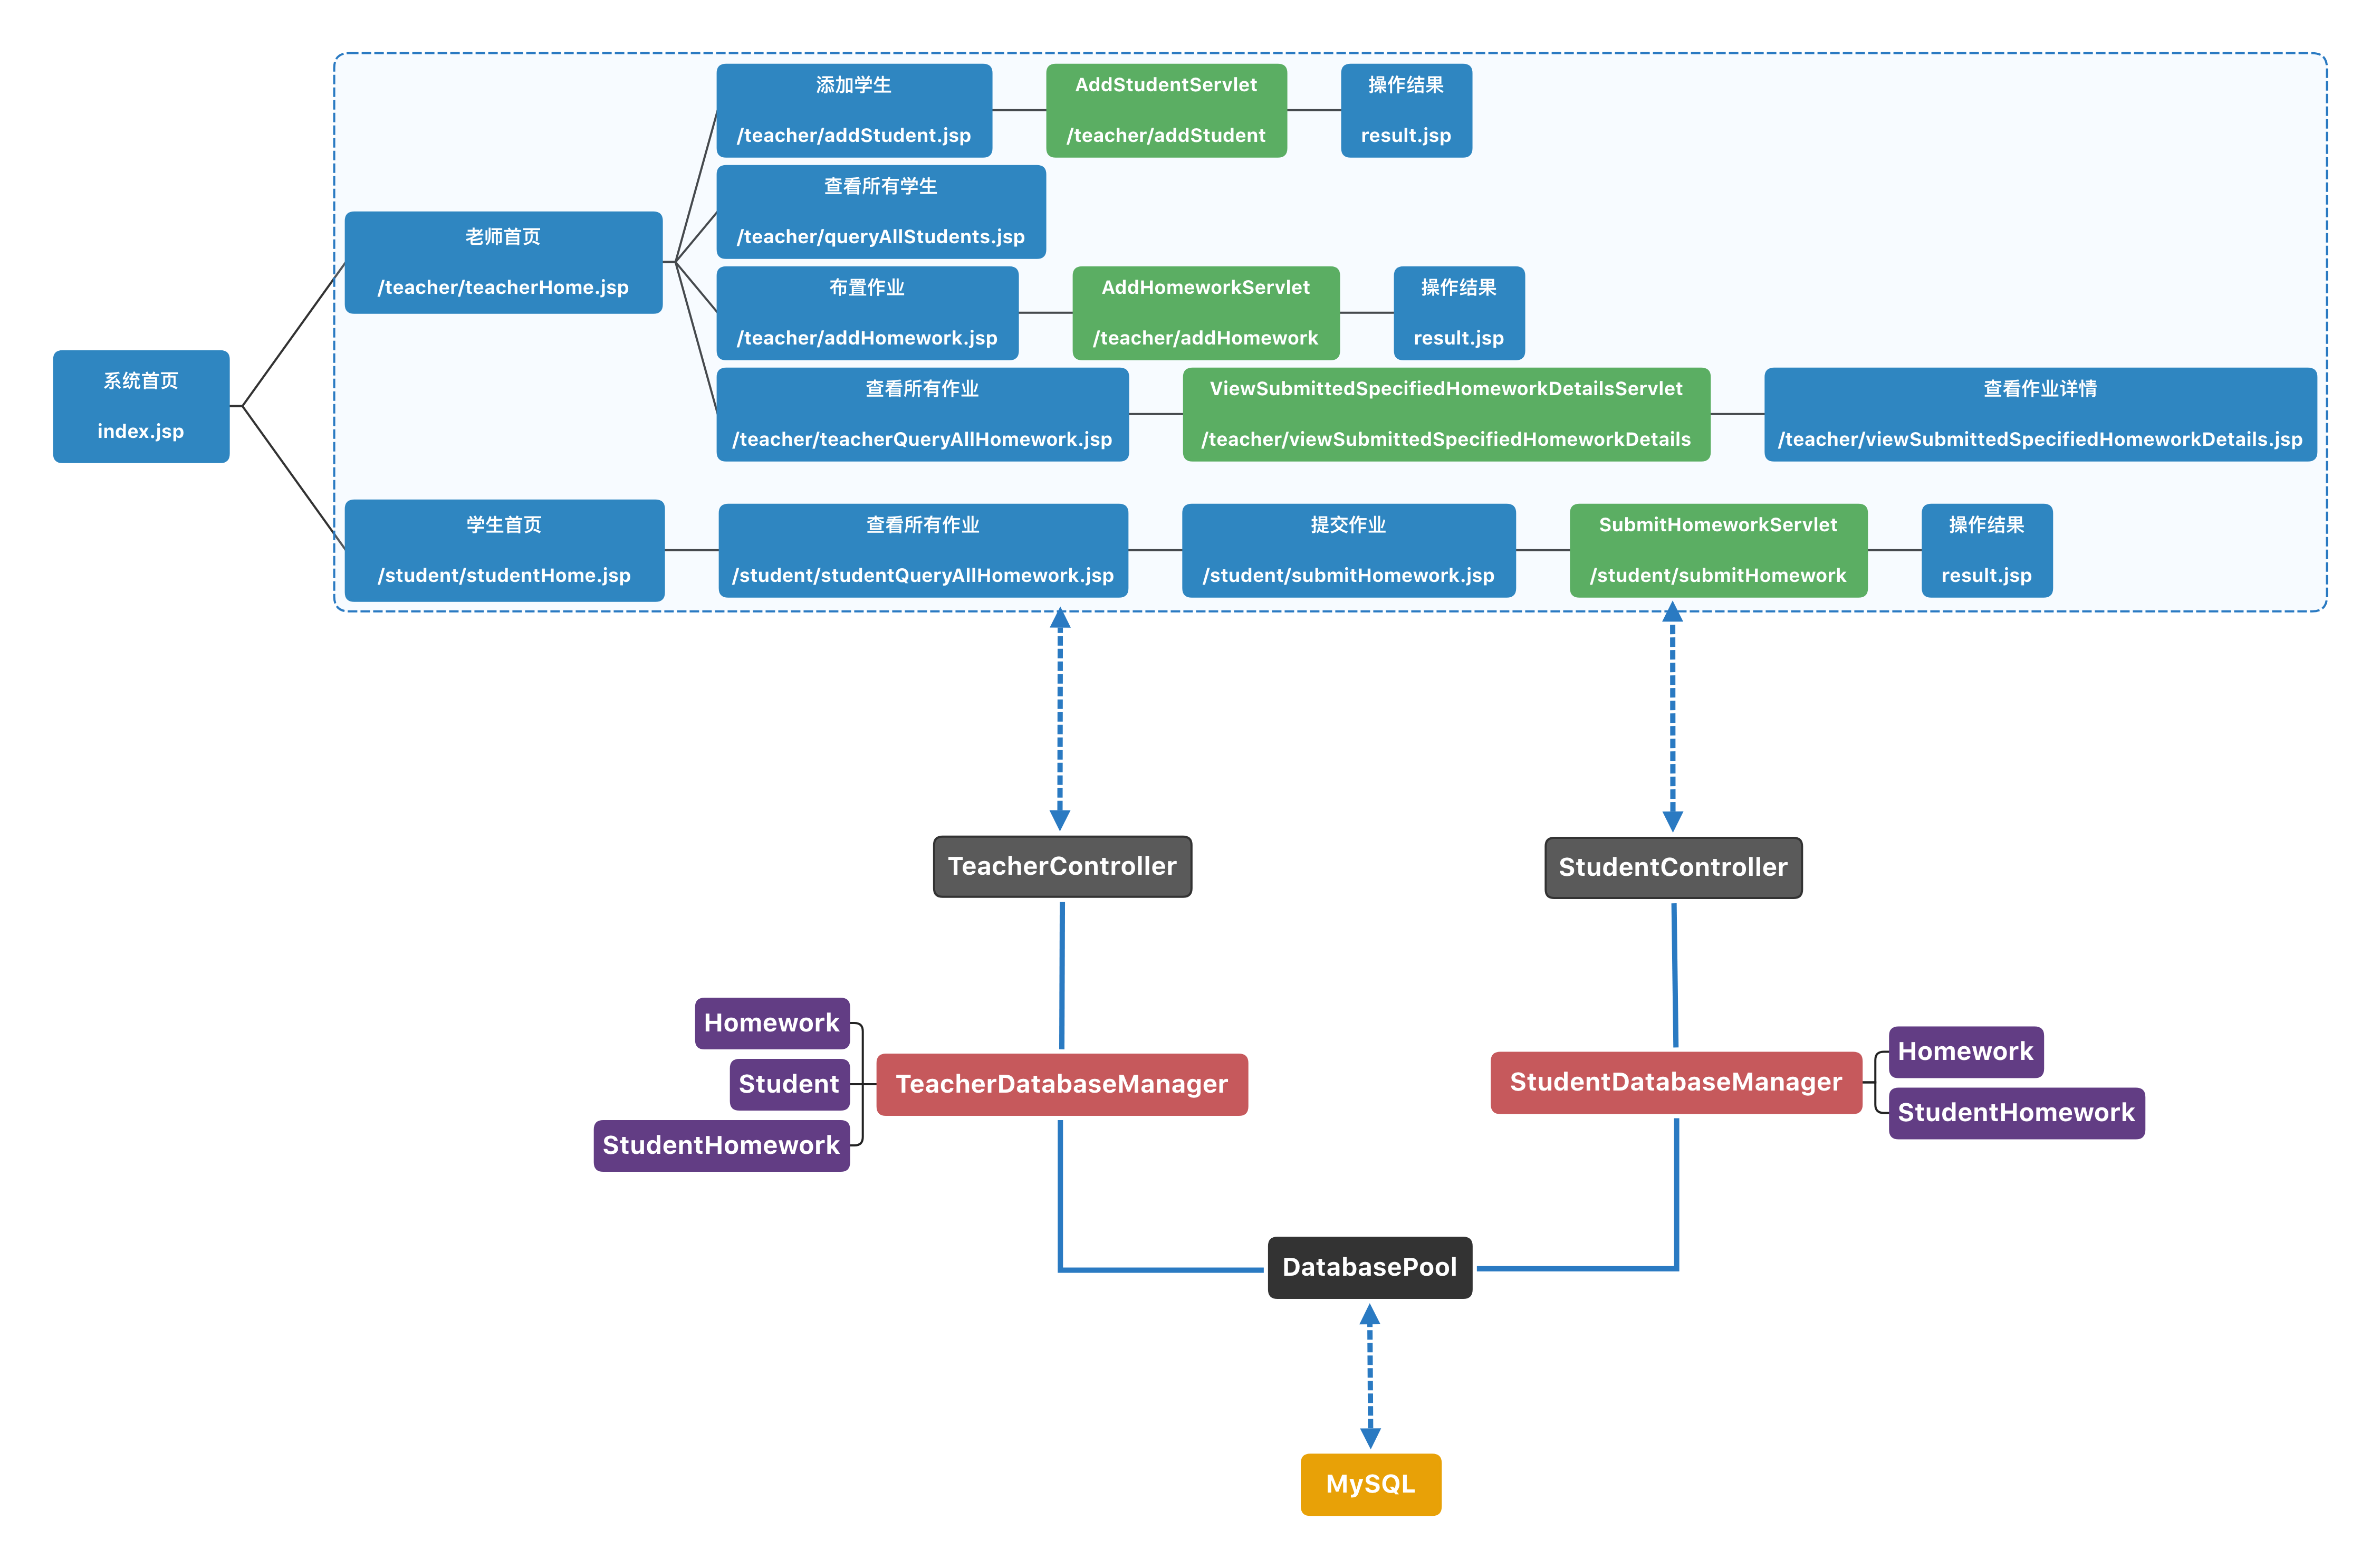 添加学生
/teacher/addStudent.jsp
AddStudentServlet
/teacher/addStudent
操作结果
result.jsp
查看所有学生
/teacher/queryAllStudents.jsp
老师首页
/teacher/teacherHome.jsp
布置作业
/teacher/addHomework.jsp
AddHomeworkServlet
/teacher/addHomework
操作结果
result.jsp
系统首页
index.jsp
查看所有作业
/teacher/teacherQueryAllHomework.jsp
ViewSubmittedSpecifiedHomeworkDetailsServlet
/teacher/viewSubmittedSpecifiedHomeworkDetails
查看作业详情
/teacher/viewSubmittedSpecifiedHomeworkDetails.jsp
学生首页
/student/studentHome.jsp
查看所有作业
/student/studentQueryAllHomework.jsp
提交作业
/student/submitHomework.jsp
SubmitHomeworkServlet
/student/submitHomework
操作结果
result.jsp
TeacherController
StudentController
Homework
Student
StudentHomework
TeacherDatabaseManager
StudentDatabaseManager
Homework
StudentHomework
DatabasePool
MySQL